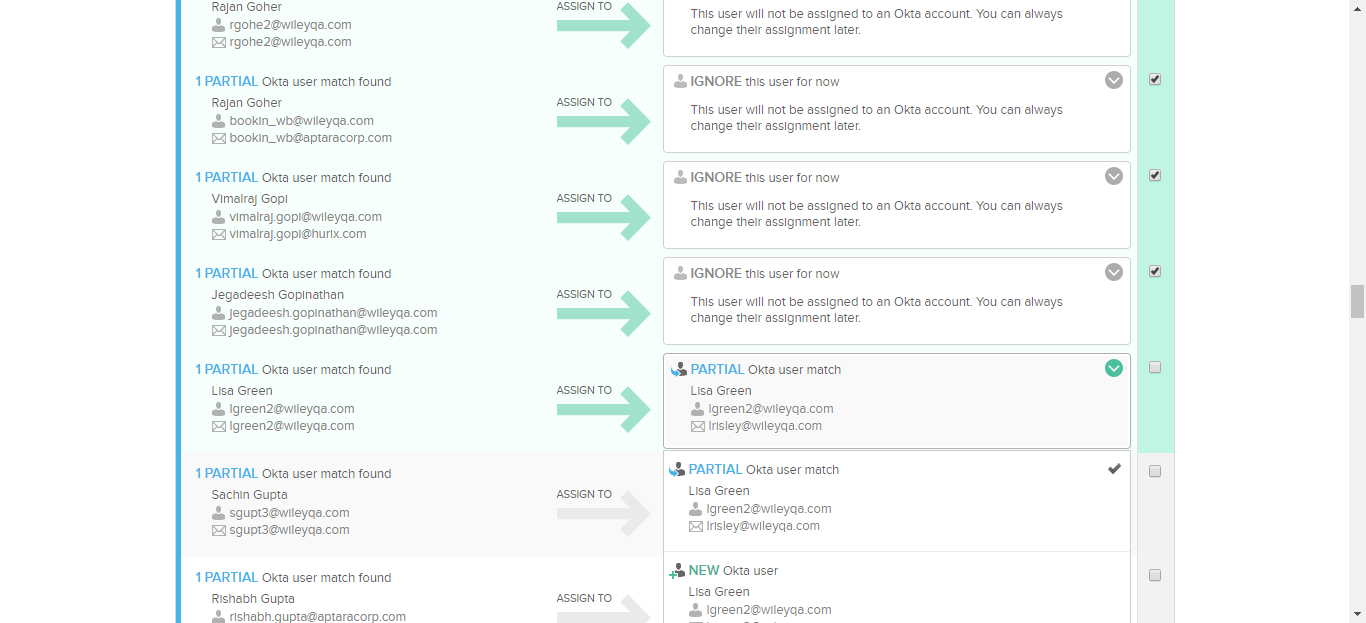 Rajan Goher
rgohe2@wileyqa.com
rgohe2@wileyqa.com
ASSIGN TO
This user will not be assigned to an Okta account. You can always
change their assignment later.
1 PARTIAL Okta user match found
Rajan Goher
bookin_wb@wileyqa.com
bookin_wb@aptaracorp.com
ASSIGN TO
IGNORE this user for now
This user will not be assigned to an Okta account. You can always
change their assignment later.
1 PARTIAL Okta user match found
Vimalraj Gopi
vimalraj.gopi@wileyqa.com
vimalraj.gopi@hurix.com
ASSIGN TO
IGNORE this user for now
This user will not be assigned to an Okta account. You can always
change their assignment later.
1 PARTIAL Okta user match found
Jegadeesh Gopinathan
jegadeesh.gopinathan@wileyqa.com
jegadeesh.gopinathan@wileyqa.com
ASSIGN TO
IGNORE this user for now
This user will not be assigned to an Okta account. You can always
change their assignment later.
1 PARTIAL Okta user match found
Lisa Green
lgreen2@wileyqa.com
lgreen2@wileyqa.com
ASSIGN TO
PARTIAL Okta user match
Lisa Green
lgreen2@wileyqa.com
lrisley@wileyqa.com
1 PARTIAL Okta user match found
Sachin Gupta
sgupt3@wileyqa.com
sgupt3@wileyqa.com
ASSIGN TO
PARTIAL Okta user match
Lisa Green
lgreen2@wileyqa.com
lrisley@wileyqa.com
1 PARTIAL Okta user match found
Rishabh Gupta
rishabh.gupta@aptaracorp.com
ASSIGN TO
NEW Okta user
Lisa Green
lgreen2@wileyqa.com